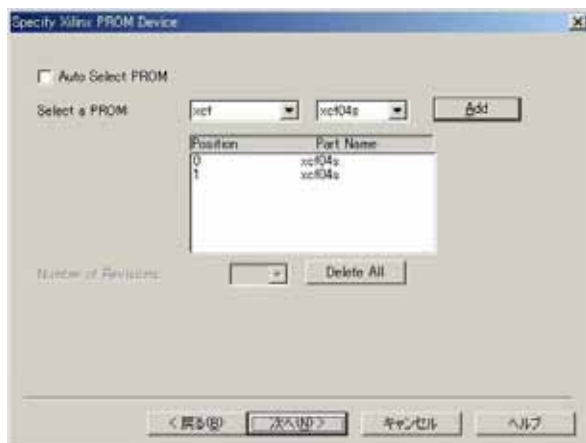 Specify Xilinx PROM Device
Auto Select PROM
Select a PROM xcf xcf04s Add
Position Part Name
0 xcf04s
1 xcf04s
Number of Revisions Delete All
< 戻る(B) 次へ(N) > キャンセル ヘルプ